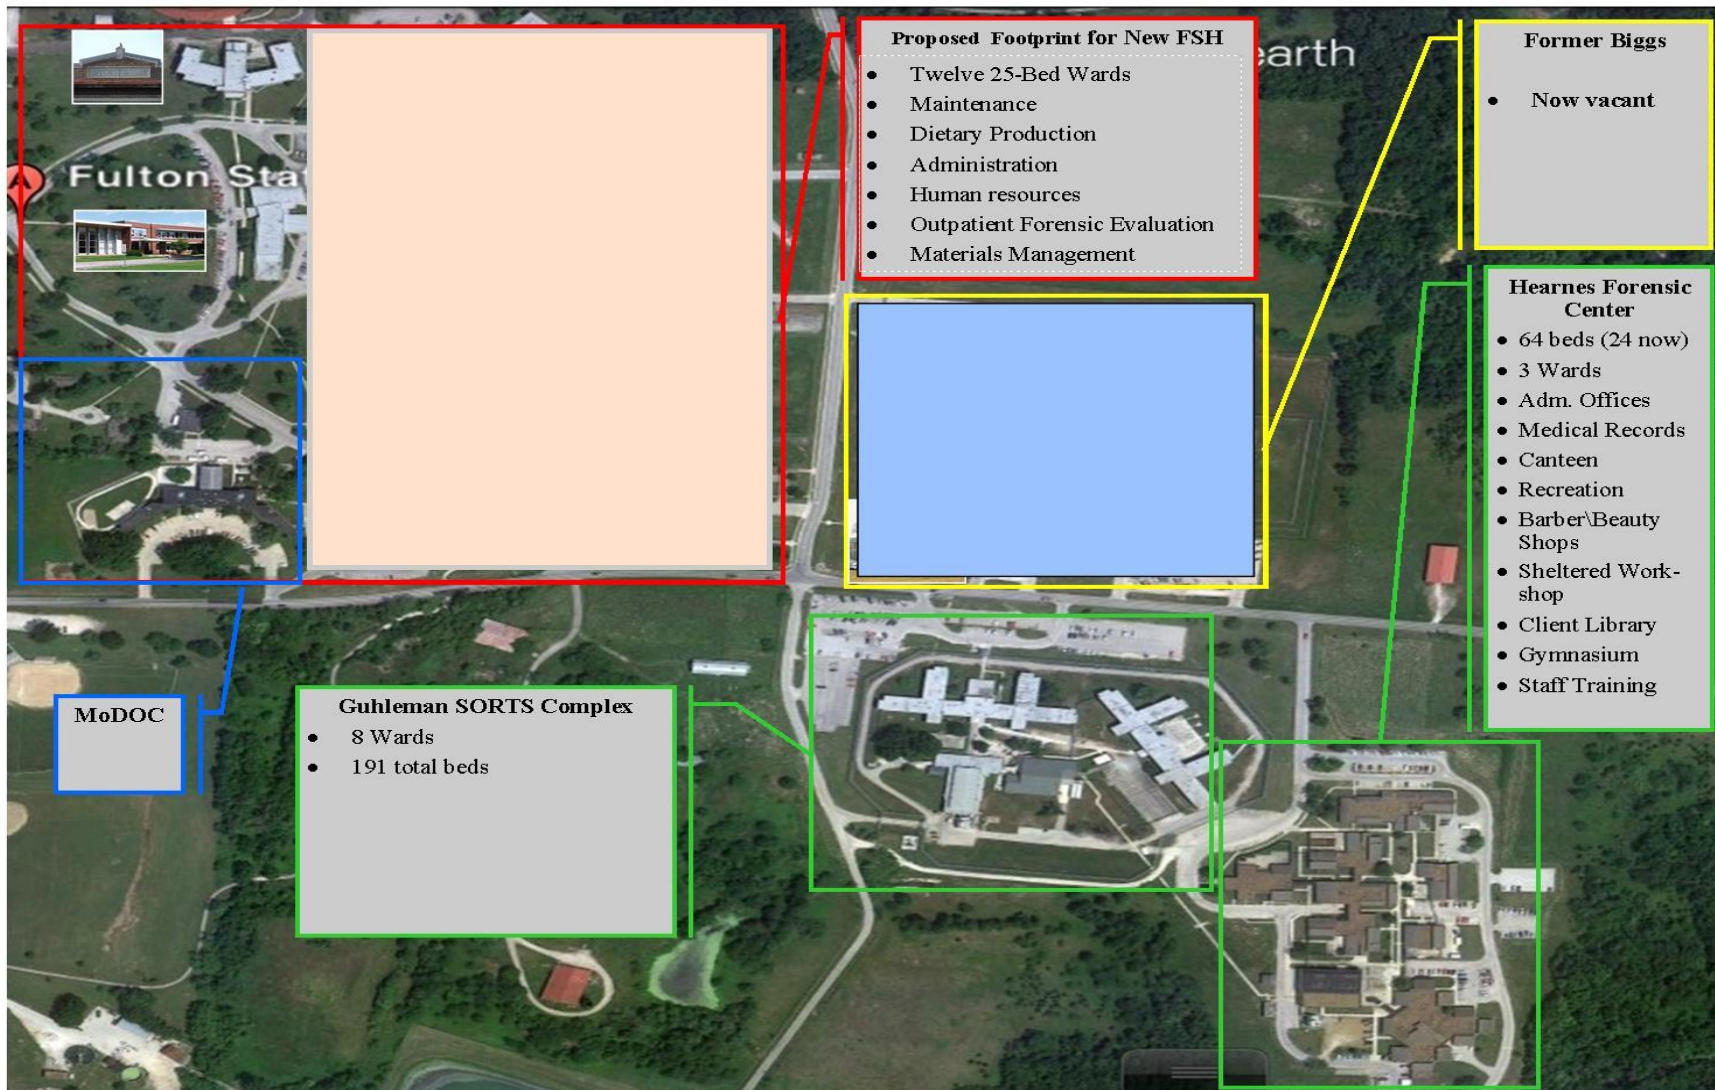 Proposed Footprint for New FSH
• Twelve 25-Bed Wards
• Maintenance
• Dietary Production
• Administration
• Human resources
• Outpatient Forensic Evaluation
• Materials Management
earth
Former Biggs
• Now vacant
A
Fulton Stat
Hearnes Forensic
Center
• 64 beds (24 now)
• 3 Wards
• Adm. Offices
• Medical Records
• Canteen
• Recreation
• Barber\Beauty
Shops
• Sheltered Work-
shop
• Client Library
• Gymnasium
• Staff Training
MoDOC
Guhleman SORTS Complex
• 8 Wards
• 191 total beds